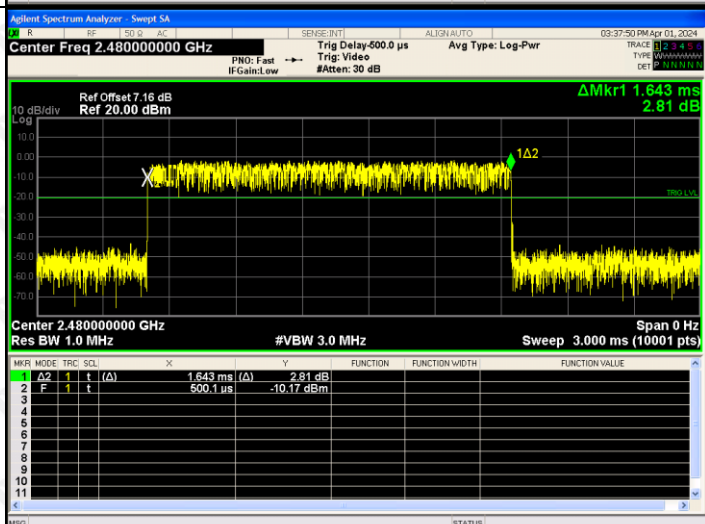 Agilent Spectrum Analyzer - Swept SA
R RF 50 Ω AC SENSE:INT ALIGNAUTO 03:37:50 PM Apr 01, 2024
Center Freq 2.480000000 GHz
PNO: Fast
IFGain:Low
Trig Delay-500.0 µs
Trig: Video
#Atten: 30 dB
Avg Type: Log-Pwr
TRACE 1 2 3 4 5 6
TYPE
DET P N N N N N
ΔMkr1 1.643 ms
2.81 dB
Ref Offset 7.16 dB
10 dB/div Ref 20.00 dBm
Log
10.0
0.00
-10.0
-20.0
-30.0
-40.0
-50.0
-60.0
-70.0
1Δ2
TRIG LVL
Center 2.480000000 GHz Span 0 Hz
Res BW 1.0 MHz #VBW 3.0 MHz Sweep 3.000 ms (10001 pts)
MKR MODE TRC SCL X Y FUNCTION FUNCTION WIDTH FUNCTION VALUE
1 Δ2 1 t (Δ) 1.643 ms (Δ) 2.81 dB
2 F 1 t 500.1 µs -10.17 dBm
3
4
5
6
7
8
9
10
11
MSG STATUS